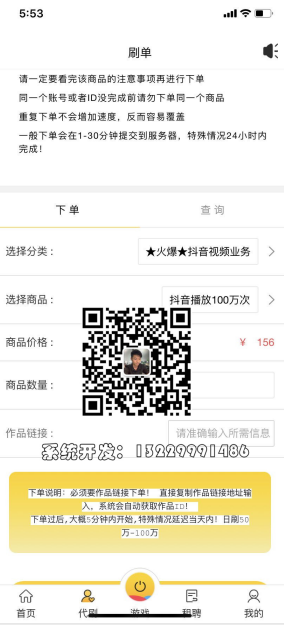 5:53
刷单
请一定要看完该商品的注意事项再进行下单
同一个账号或者ID没完成前请勿下单同一个商品
重复下单不会增加速度，反而容易覆盖
一般下单会在1-30分钟提交到服务器，特殊情况24小时内
完成！
下单 查询
选择分类： ★火爆★抖音视频业务
选择商品： 抖音播放100万次
商品价格： ¥ 156
商品数量：
作品链接： 请准确输入所需信息
系统开发：13229991486
下单说明：必须要作品链接下单！ 直接复制作品链接地址输
入，系统会自动获取作品ID！
下单过后,大概5分钟内开始,特殊情况延迟当天内！日刷50
万-100万
首页 代刷 游戏 租聘 我的